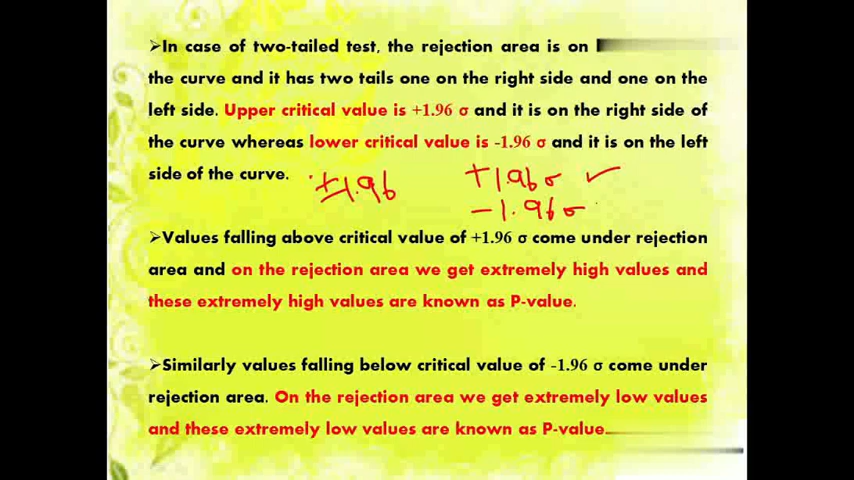 ➢In case of two-tailed test, the rejection area is on
the curve and it has two tails one on the right side and one on the
left side. Upper critical value is +1.96 σ and it is on the right side of
the curve whereas lower critical value is -1.96 σ and it is on the left
side of the curve.
±1.96
+1.96σ ✓
-1.96σ
➢Values falling above critical value of +1.96 σ come under rejection
area and on the rejection area we get extremely high values and
these extremely high values are known as P-value.
➢Similarly values falling below critical value of -1.96 σ come under
rejection area. On the rejection area we get extremely low values
and these extremely low values are known as P-value.